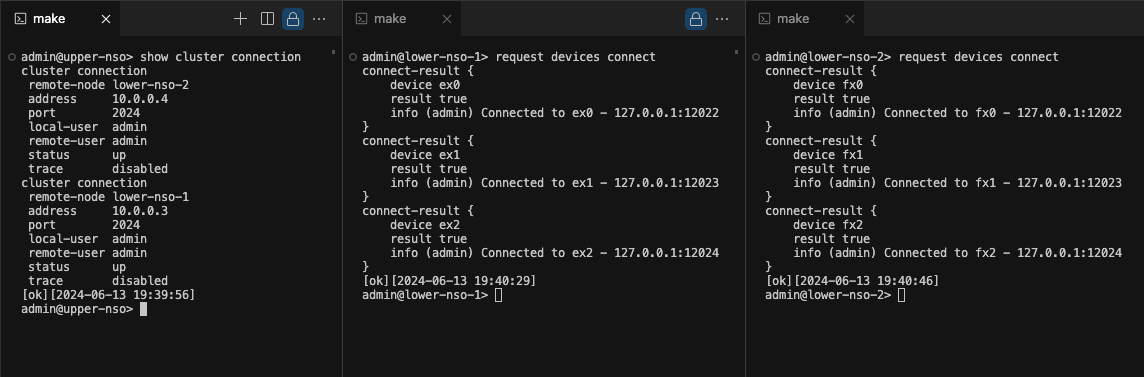 make
admin@upper-nso> show cluster connection
cluster connection
 remote-node lower-nso-2
 address     10.0.0.4
 port        2024
 local-user  admin
 remote-user admin
 status      up
 trace       disabled
cluster connection
 remote-node lower-nso-1
 address     10.0.0.3
 port        2024
 local-user  admin
 remote-user admin
 status      up
 trace       disabled
[ok][2024-06-13 19:39:56]
admin@upper-nso>
make
admin@lower-nso-1> request devices connect
connect-result {
    device ex0
    result true
    info (admin) Connected to ex0 - 127.0.0.1:12022
}
connect-result {
    device ex1
    result true
    info (admin) Connected to ex1 - 127.0.0.1:12023
}
connect-result {
    device ex2
    result true
    info (admin) Connected to ex2 - 127.0.0.1:12024
}
[ok][2024-06-13 19:40:29]
admin@lower-nso-1>
make
admin@lower-nso-2> request devices connect
connect-result {
    device fx0
    result true
    info (admin) Connected to fx0 - 127.0.0.1:12022
}
connect-result {
    device fx1
    result true
    info (admin) Connected to fx1 - 127.0.0.1:12023
}
connect-result {
    device fx2
    result true
    info (admin) Connected to fx2 - 127.0.0.1:12024
}
[ok][2024-06-13 19:40:46]
admin@lower-nso-2>